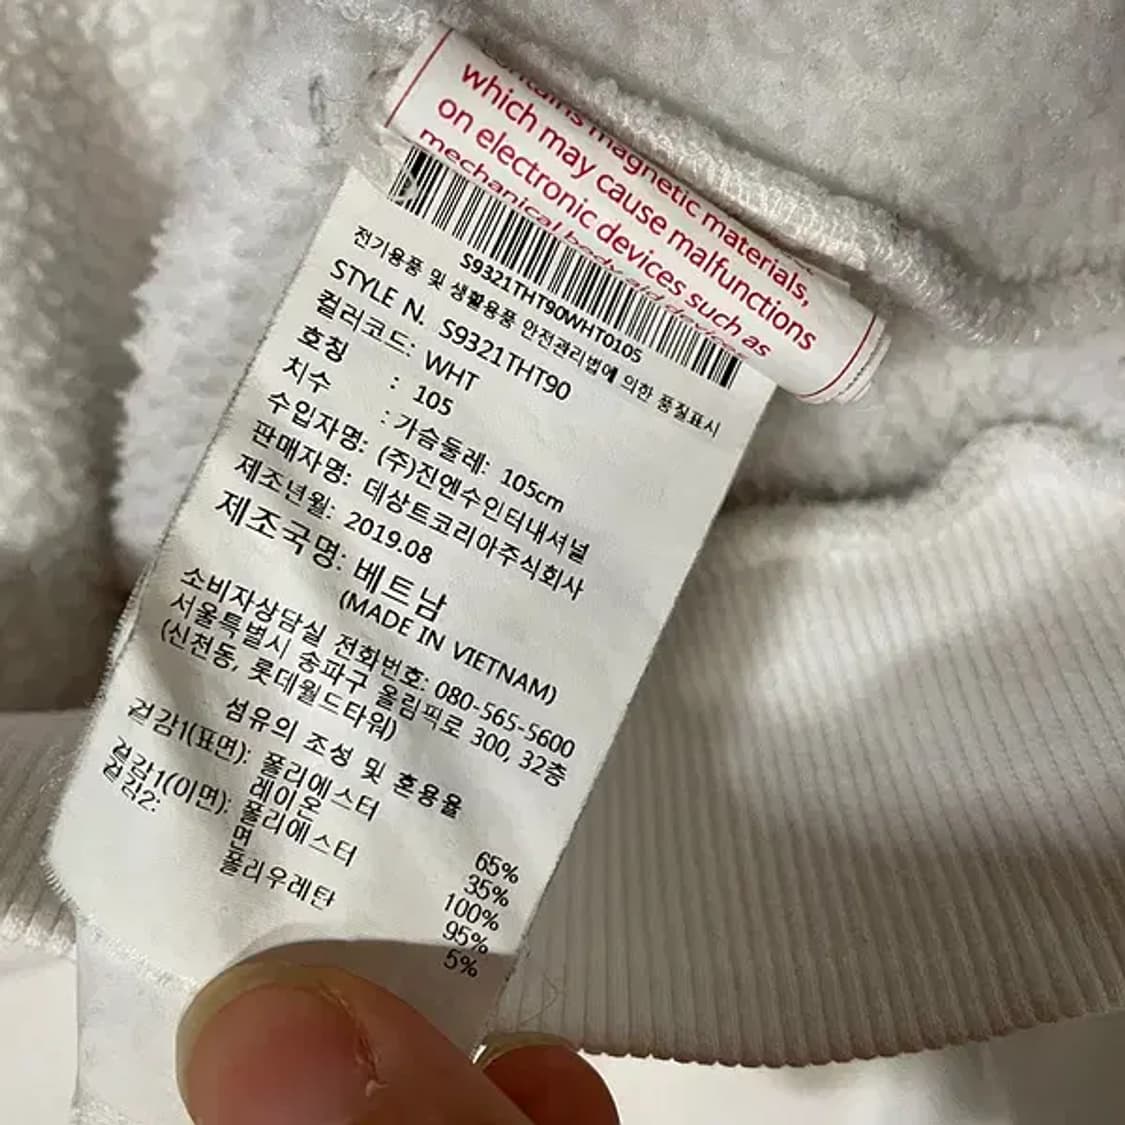 contains magnetic materials,
which may cause malfunctions
on electronic devices such as
mechanical body aid devices
S9321THT90WHT0105
전기용품 및 생활용품 안전관리법에 의한 품질표시
STYLE N. S9321THT90
컬러코드: WHT
호칭 : 105
치수 : 가슴둘레: 105cm
수입자명: (주)진엔수인터내셔널
판매자명: 데상트코리아주식회사
제조년월: 2019.08
제조국명: 베트남
(MADE IN VIETNAM)
소비자상담실 전화번호: 080-565-5600
서울특별시 송파구 올림픽로 300, 32층
(신천동, 롯데월드타워)
섬유의 조성 및 혼용율
겉감1(표면): 폴리에스터 65%
레이온 35%
겉감1(이면): 폴리에스터 100%
겉감2: 면 95%
폴리우레탄 5%